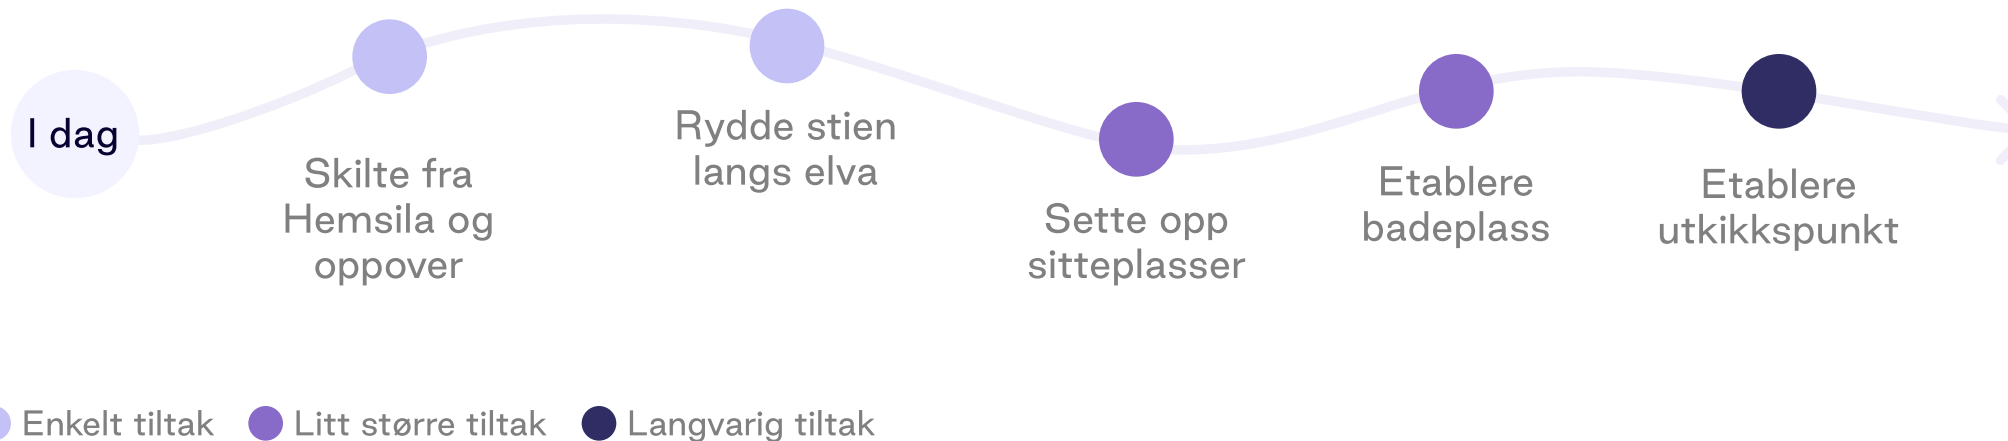 I dag
Skilte fra
Hemsila og
oppover
Rydde stien
langs elva
Sette opp
sitteplasser
Etablere
badeplass
Etablere
utkikkspunkt
Enkelt tiltak
Litt større tiltak
Langvarig tiltak